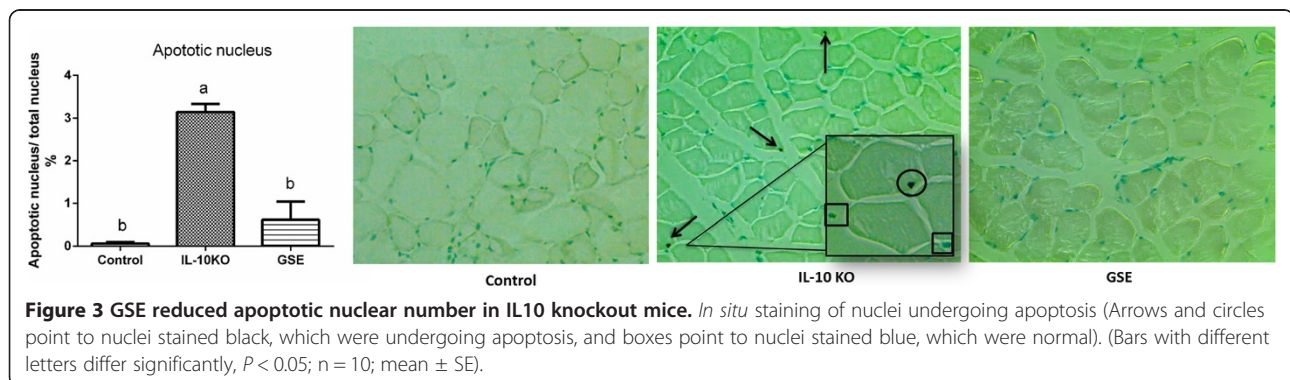 Apototic nucleus
Apoptotic nucleus/ total nucleus
%
4
3
2
1
0
a
b
b
Control
IL-10KO
GSE
Control
IL-10 KO
GSE
Figure 3 GSE reduced apoptotic nuclear number in IL10 knockout mice. In situ staining of nuclei undergoing apoptosis (Arrows and circles
point to nuclei stained black, which were undergoing apoptosis, and boxes point to nuclei stained blue, which were normal). (Bars with different
letters differ significantly, P < 0.05; n = 10; mean ± SE).